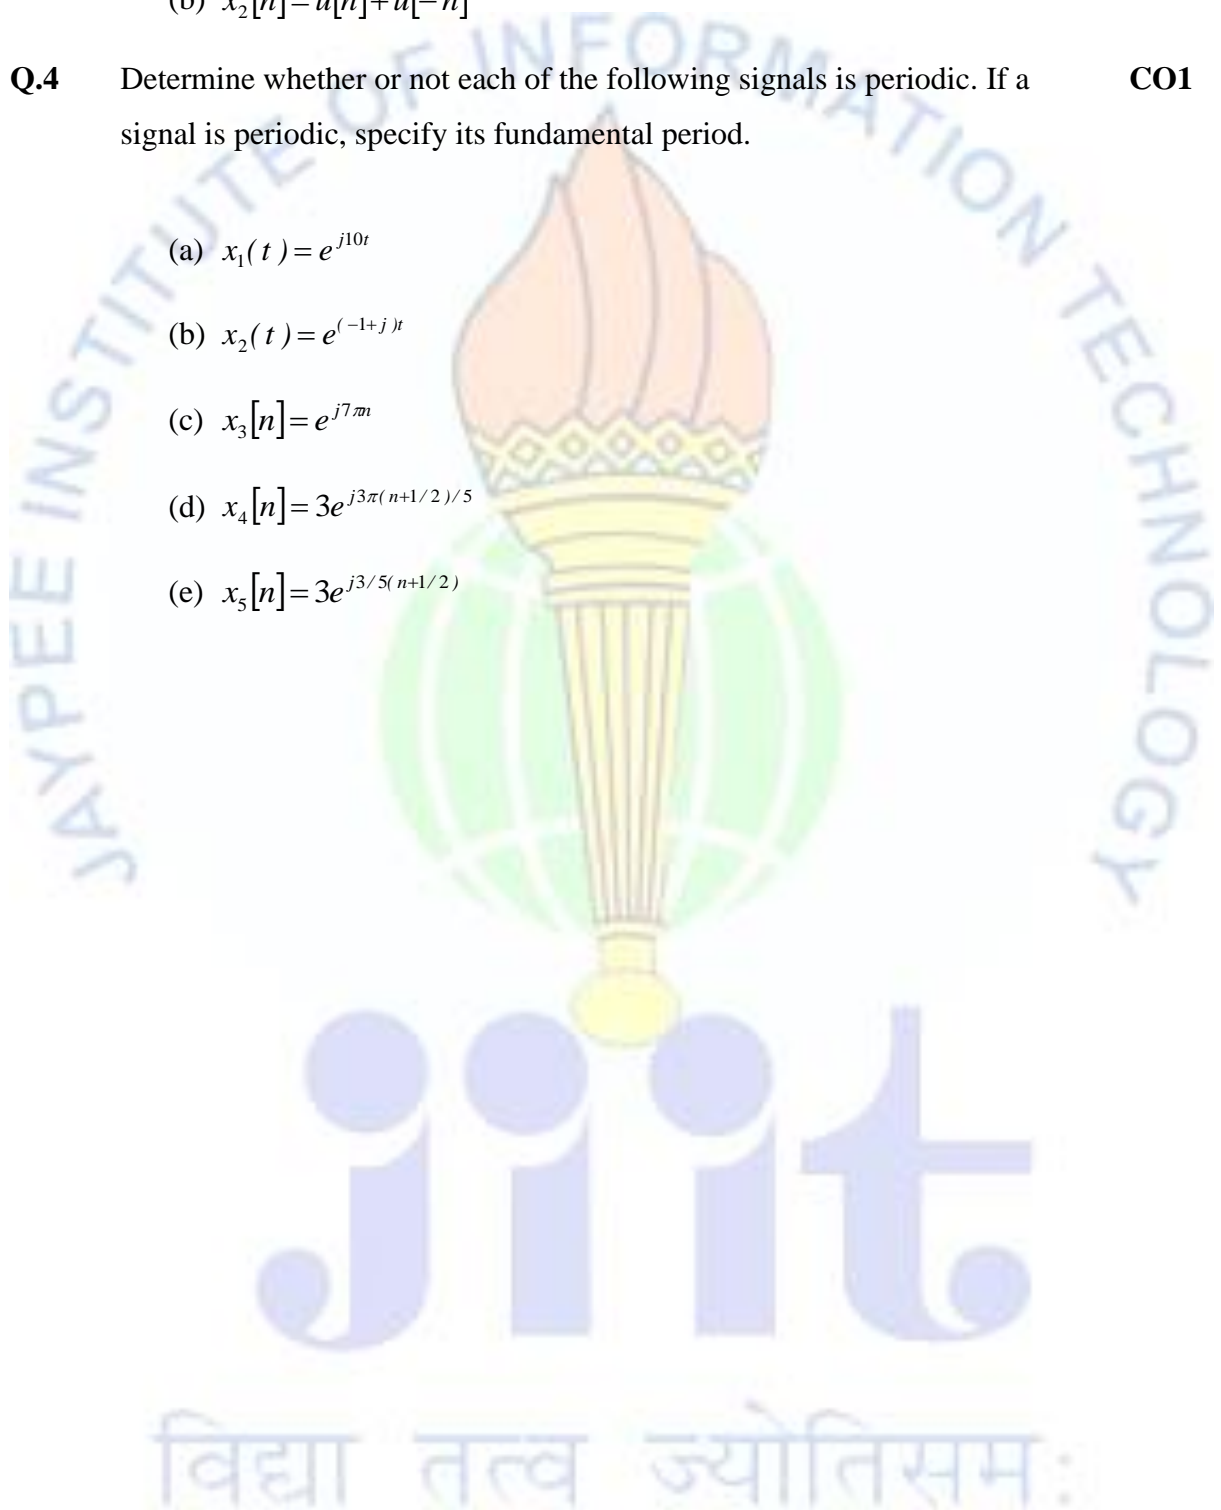 (b) x₂[n]=u[n]+u[−n]
Q.4 Determine whether or not each of the following signals is periodic. If a CO1
signal is periodic, specify its fundamental period.
(a) x₁( t ) = e^{j10t}
(b) x₂( t ) = e^{( −1+j )t}
(c) x₃[n] = e^{j7πn}
(d) x₄[n] = 3e^{j3π( n+1/2 )/5}
(e) x₅[n] = 3e^{j3/5( n+1/2 )}
JAYPEE INSTITUTE OF INFORMATION TECHNOLOGY
jiit
विद्या तत्व ज्योतिसम :